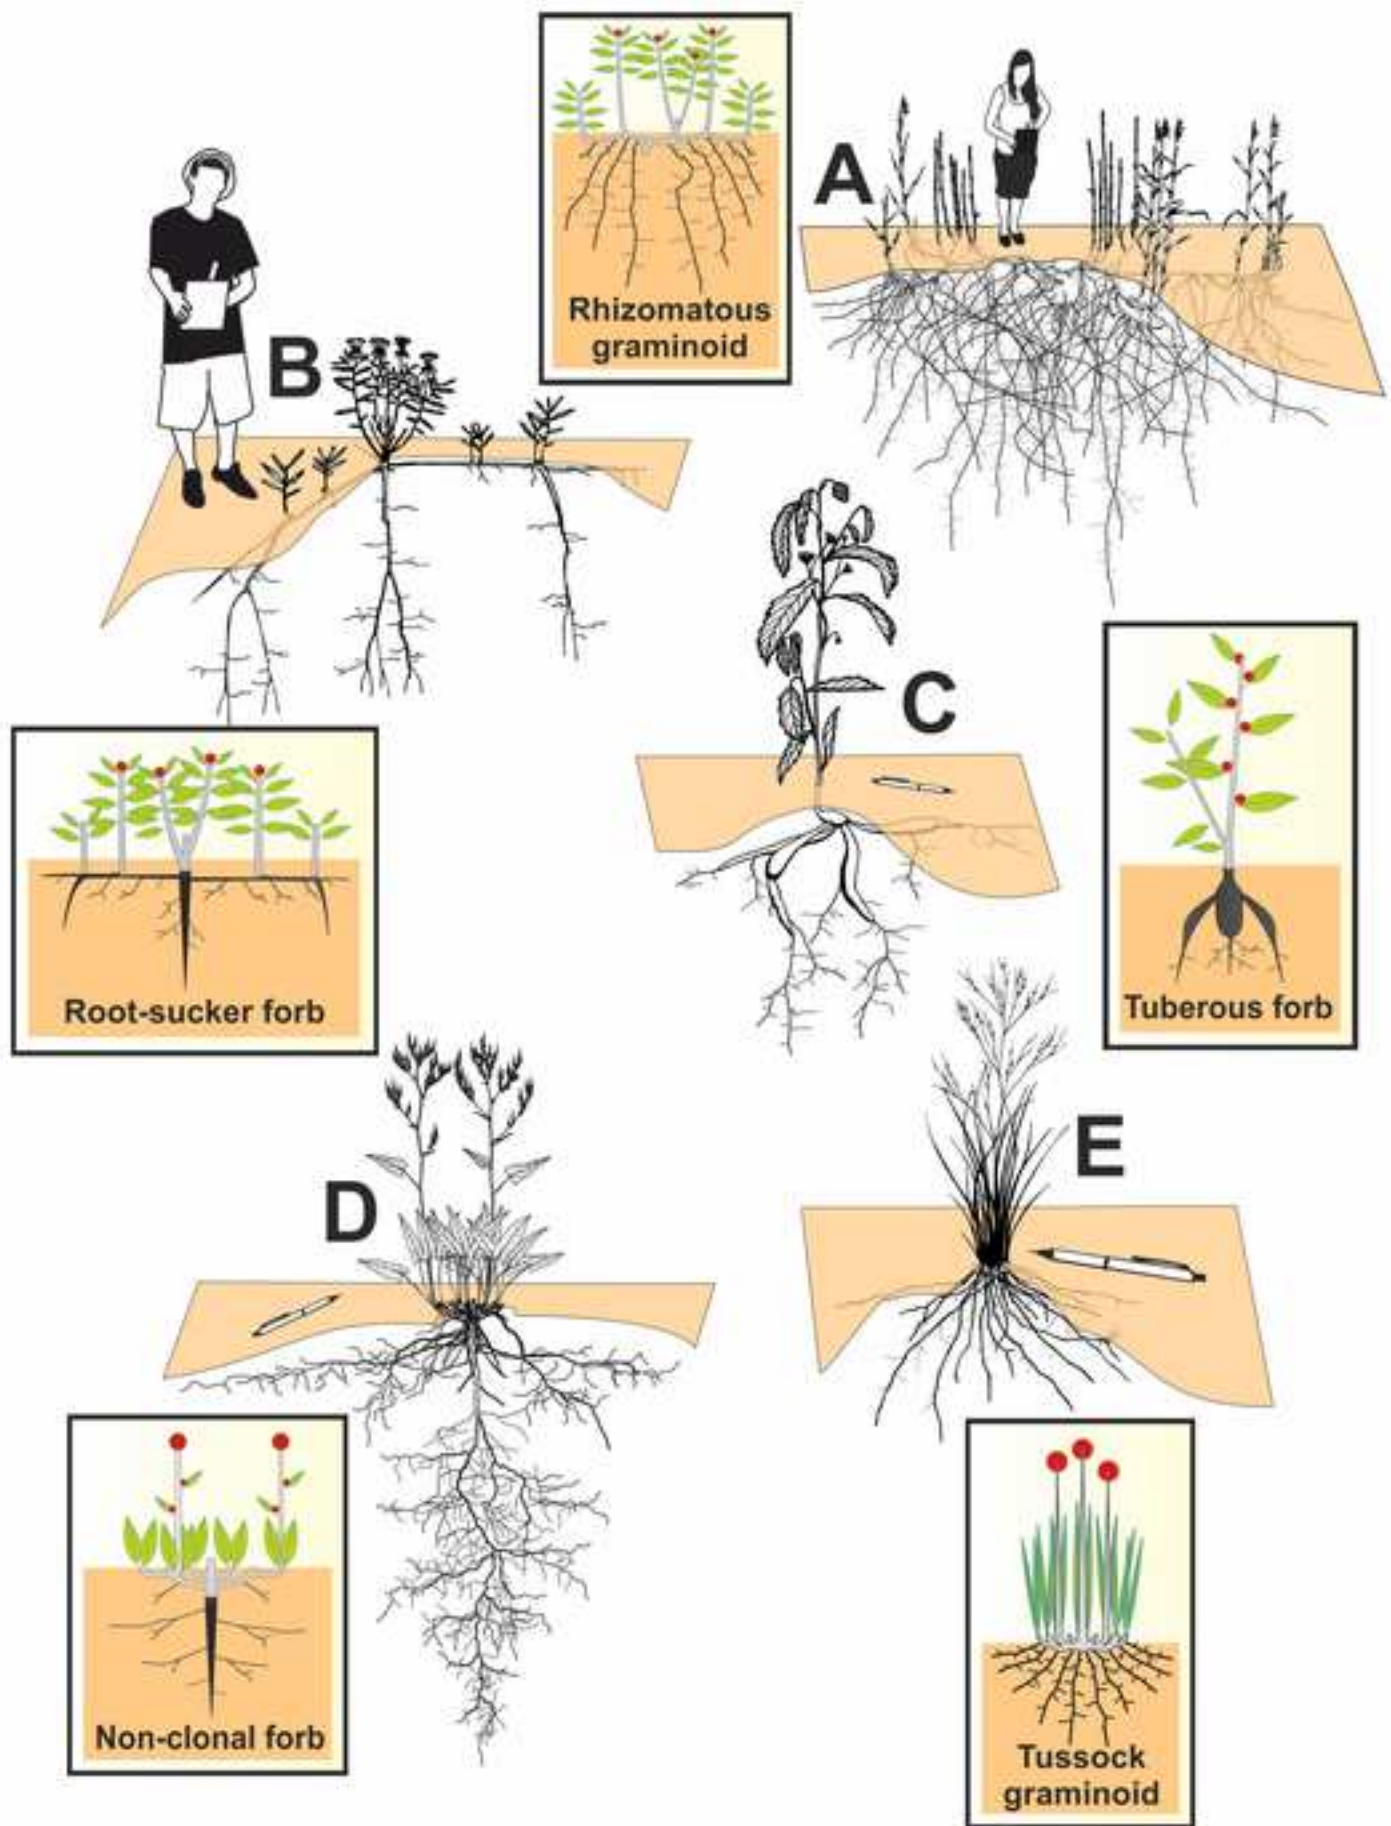 A
Rhizomatous
graminoid
B
C
Root-sucker forb
Tuberous forb
D
E
Non-clonal forb
Tussock
graminoid